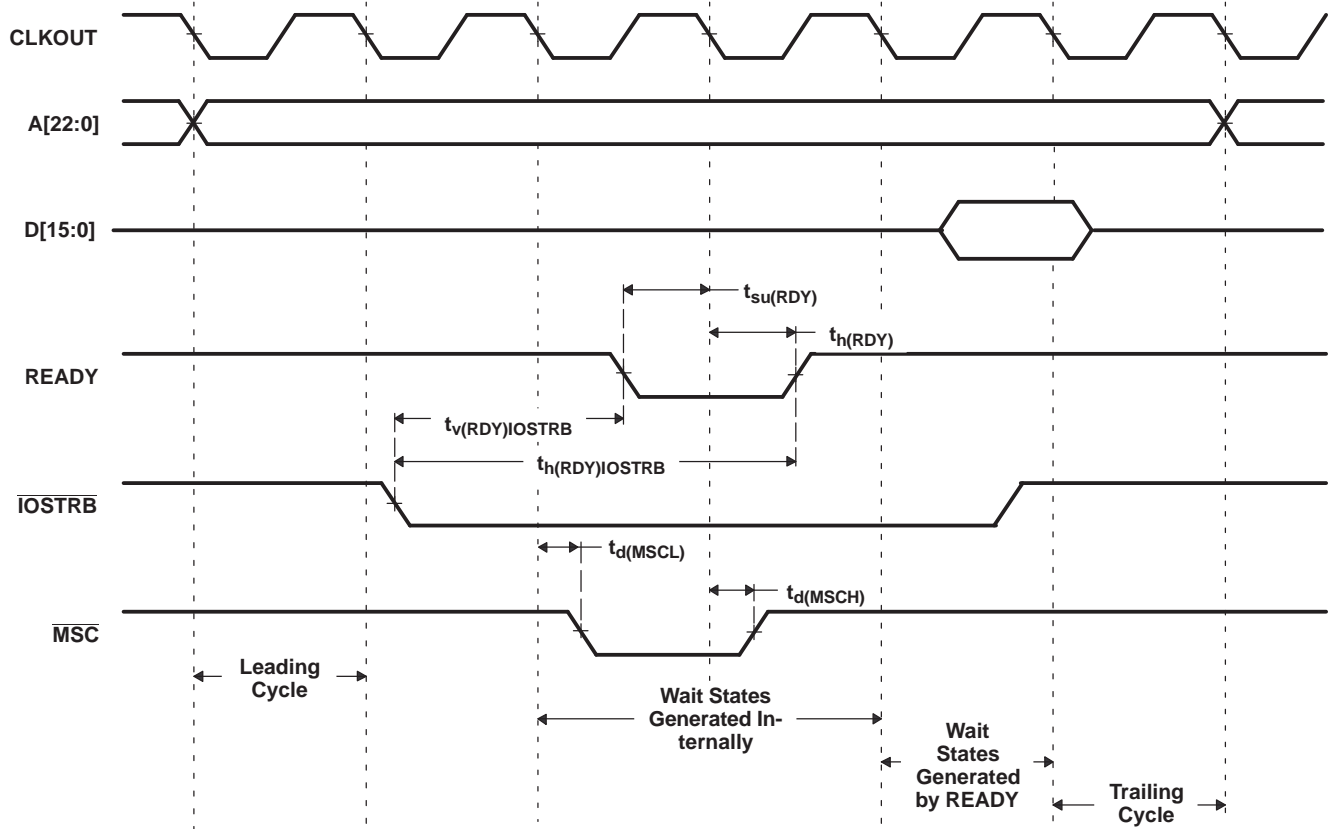 CLKOUT
A[22:0]
D[15:0]
tsu(RDY)
th(RDY)
READY
tv(RDY)IOSTRB
th(RDY)IOSTRB
IOSTRB
td(MSCL)
td(MSCH)
MSC
Leading
Cycle
Wait States
Generated In-
ternally
Wait
States
Generated
by READY
Trailing
Cycle